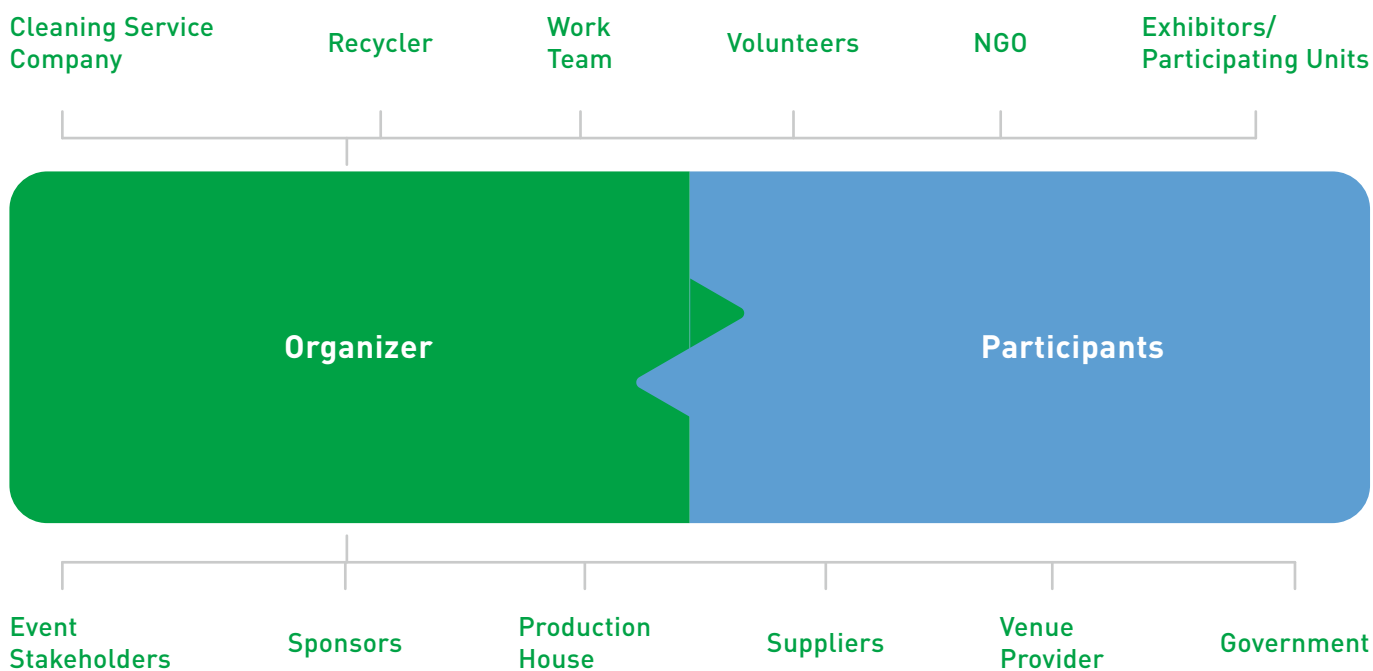 Cleaning Service
Company
Recycler
Work
Team
Volunteers
NGO
Exhibitors/
Participating Units
Organizer
Participants
Event
Stakeholders
Sponsors
Production
House
Suppliers
Venue
Provider
Government